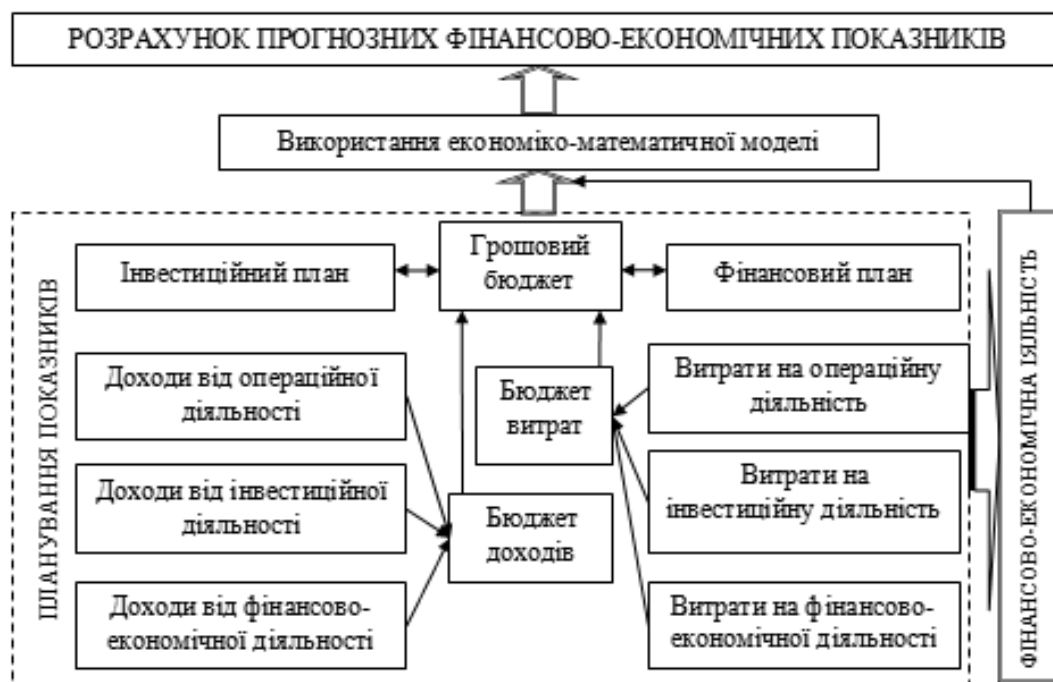 РОЗРАХУНОК ПРОГНОЗНИХ ФІНАНСОВО-ЕКОНОМІЧНИХ ПОКАЗНИКІВ
Використання економіко-математичної моделі
ПЛАНУВАННЯ ПОКАЗНИКІВ
Інвестиційний план
Грошовий
бюджет
Фінансовий план
Доходи від операційної
діяльності
Бюджет
витрат
Витрати на операційну
діяльність
Доходи від інвестиційної
діяльності
Бюджет
доходів
Витрати на
інвестиційну діяльність
Доходи від фінансово-
економічної діяльності
Витрати на фінансово-
економічної діяльності
ФІНАНСОВО-ЕКОНОМІЧНА ІЯЛЬНІСТЬ